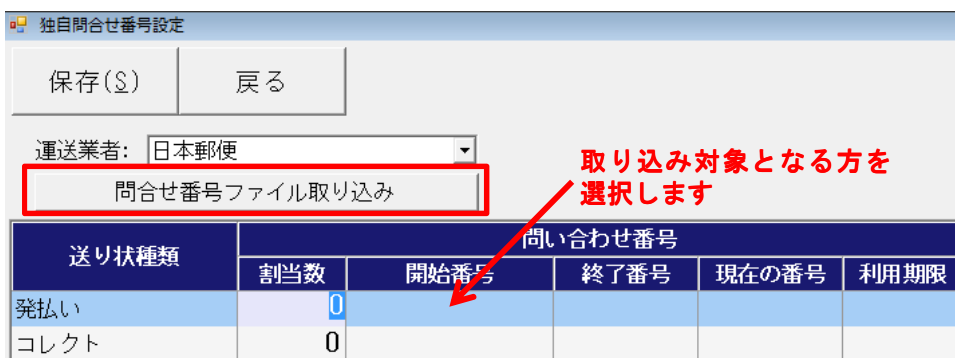 独自問合せ番号設定
保存(S) 戻る
運送業者: 日本郵便
取り込み対象となる方を
選択します
問合せ番号ファイル取り込み
送り状種類 問い合わせ番号
割当数 開始番号 終了番号 現在の番号 利用期限
発払い 0
コレクト 0